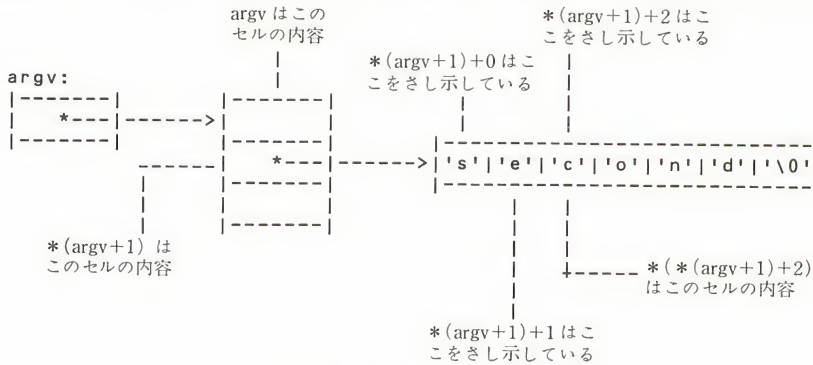 argv はこの
セルの内容
*(argv+1)+2 はこ
こをさし示している
*(argv+1)+0 はこ
こをさし示している
argv:
|-------|
|   *---|------->|
|-------|
|-------|
|   *---|------->|'s'|'e'|'c'|'o'|'n'|'d'|'\0'
|-------|
|-------|
*(argv+1) は
このセルの内容
*(*(argv+1)+2)
はこのセルの内容
*(argv+1)+1 はこ
こをさし示している